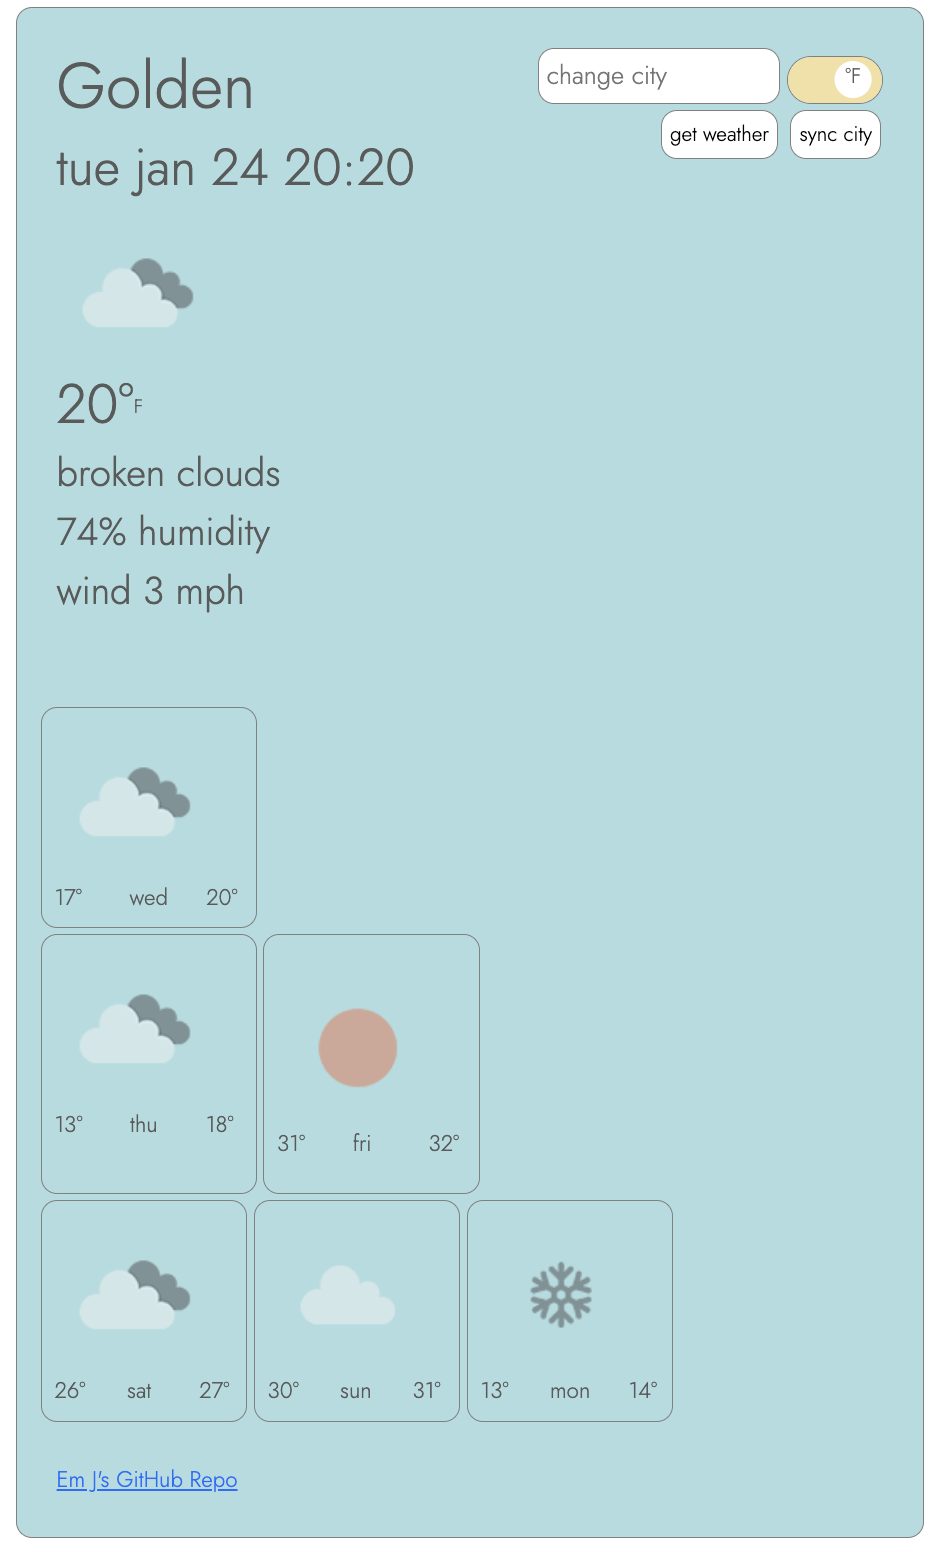 Golden
change city
°F
get weather
sync city
tue jan 24 20:20
20°F
broken clouds
74% humidity
wind 3 mph
17° wed 20°
13° thu 18°
31° fri 32°
26° sat 27°
30° sun 31°
13° mon 14°
Em J's GitHub Repo